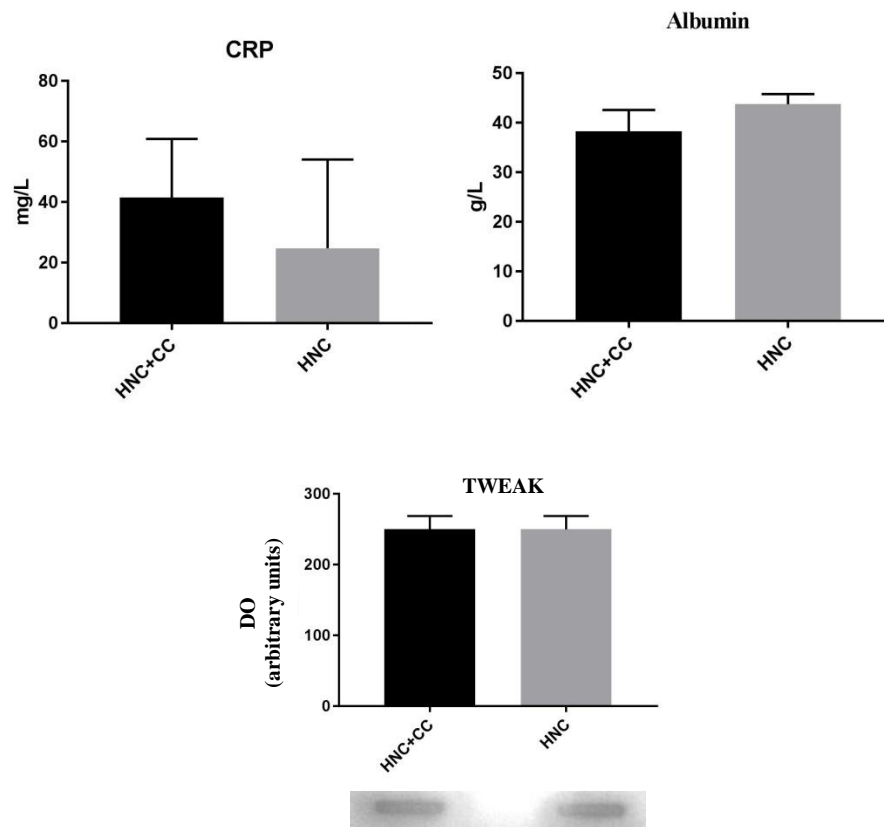 CRP
80
60
40
20
0
mg/L
HNC+CC
HNC
Albumin
50
40
30
20
10
0
g/L
HNC+CC
HNC
TWEAK
300
200
100
0
DO
(arbitrary units)
HNC+CC
HNC